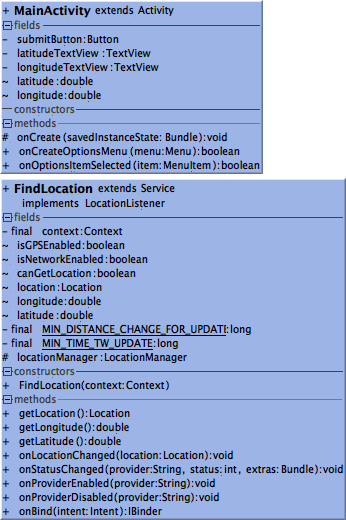 + MainActivity extends Activity
fields
- submitButton:Button
- latitudeTextView:TextView
- longitudeTextView:TextView
~ latitude:double
~ longitude:double
constructors
methods
# onCreate(savedInstanceState: Bundle):void
+ onCreateOptionsMenu (menu:Menu):boolean
+ onOptionsItemSelected (item:MenuItem):boolean
+ FindLocation extends Service
implements LocationListener
fields
- final context:Context
~ isGPSEnabled:boolean
~ isNetworkEnabled:boolean
~ canGetLocation:boolean
~ location:Location
~ longitude:double
~ latitude:double
- final MIN_DISTANCE_CHANGE_FOR_UPDATI:long
- final MIN_TIME_TW_UPDATE:long
# locationManager:LocationManager
constructors
+ FindLocation(context:Context)
methods
+ getLocation():Location
+ getLongitude():double
+ getLatitude():double
+ onLocationChanged(location:Location):void
+ onStatusChanged(provider:String, status:int, extras:Bundle):void
+ onProviderEnabled(provider:String):void
+ onProviderDisabled(provider:String):void
+ onBind(intent:Intent):IBinder